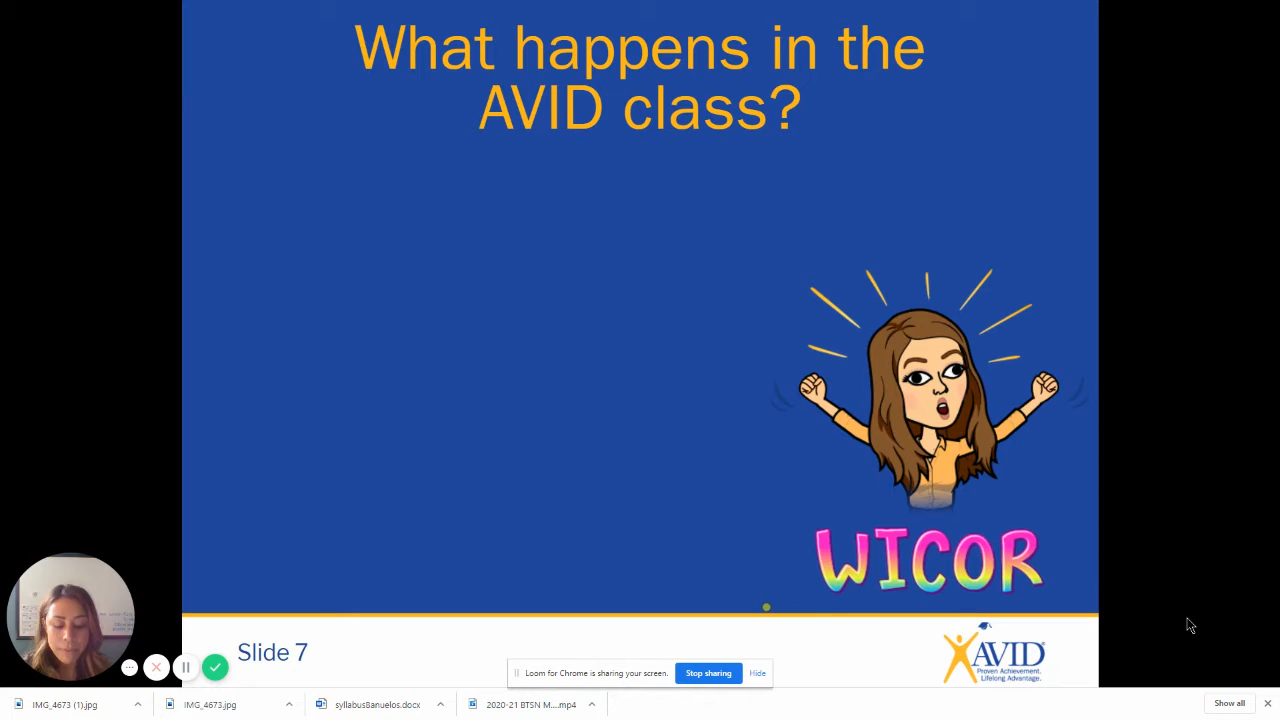 What happens in the
AVID class?
WICOR
Slide 7
AVID
Proven Achievement.
Lifelong Advantage.
Loom for Chrome is sharing your screen.
Stop sharing
Hide
IMG_4673 (1).jpg
IMG_4673.jpg
syllabusBanuelos.docx
2020-21 BTSN M....mp4
Show all